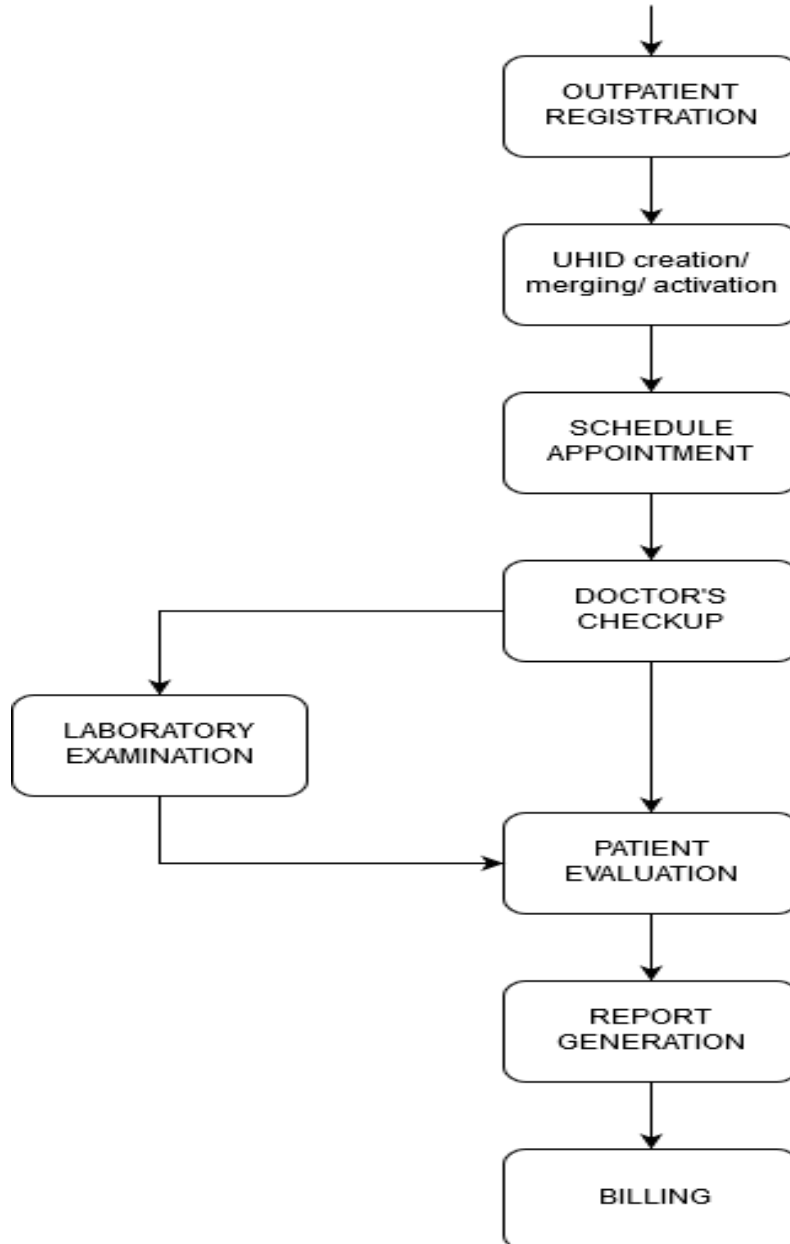 OUTPATIENT
REGISTRATION
UHID creation/
merging/ activation
SCHEDULE
APPOINTMENT
DOCTOR'S
CHECKUP
LABORATORY
EXAMINATION
PATIENT
EVALUATION
REPORT
GENERATION
BILLING